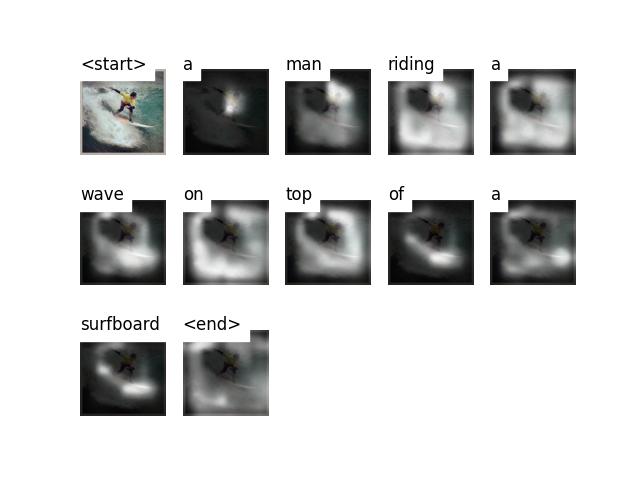 <start> a man riding a
wave on top of a
surfboard <end>